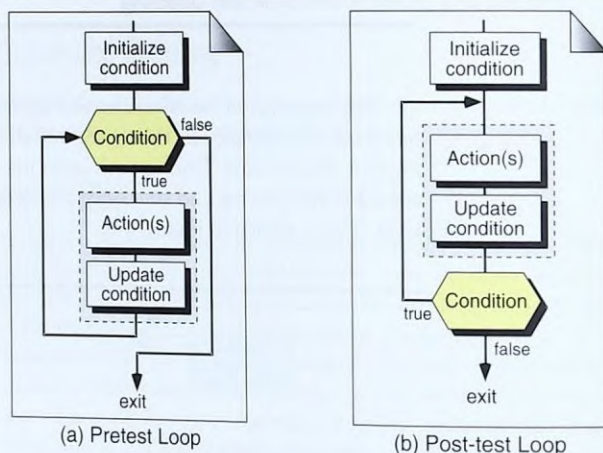 Initialize
condition
Condition
false
true
Action(s)
Update
condition
exit
(a) Pretest Loop
Initialize
condition
Action(s)
Update
condition
Condition
true
false
exit
(b) Post-test Loop